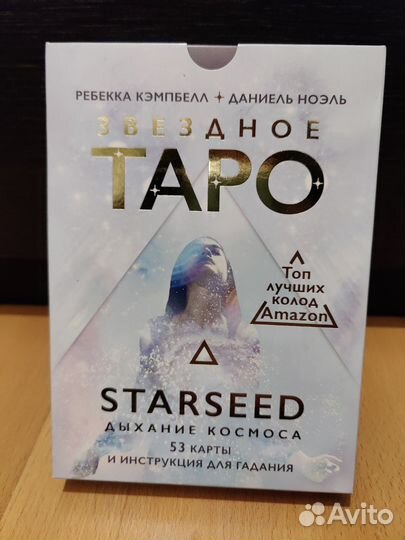 РЕБЕККА КЭМПБЕЛЛ ✦ ДАНИЕЛЬ НОЭЛЬ
ЗВЕЗДНОЕ
ТАРО
Топ
лучших
колод
Amazon
STARSEED
ДЫХАНИЕ КОСМОСА
53 КАРТЫ
И ИНСТРУКЦИЯ ДЛЯ ГАДАНИЯ
Avito